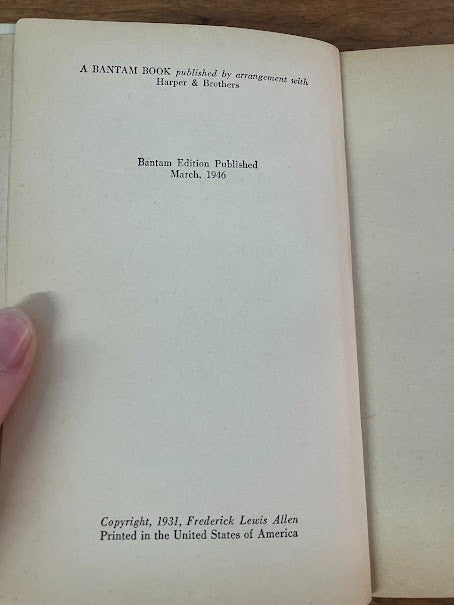 A BANTAM BOOK published by arrangement with
Harper & Brothers
Bantam Edition Published
March, 1946
Copyright, 1931, Frederick Lewis Allen
Printed in the United States of America